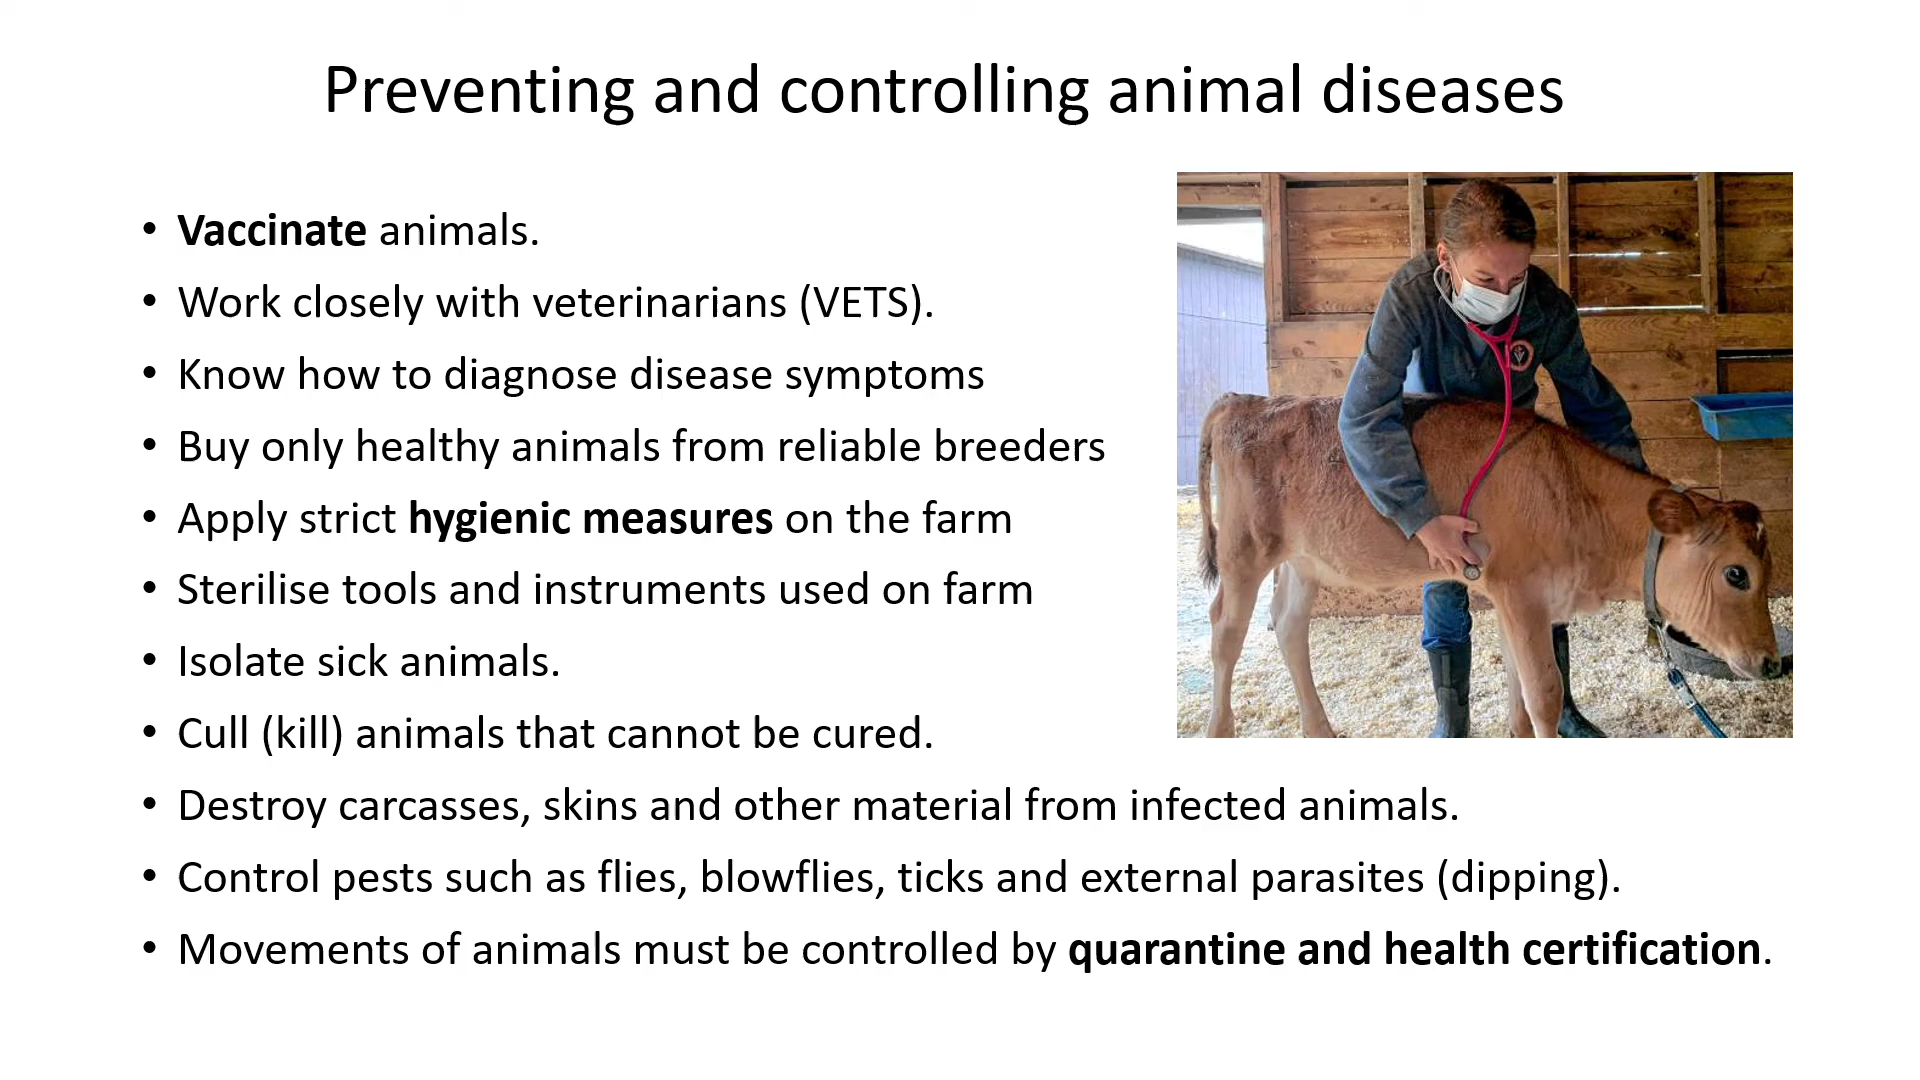 Preventing and controlling animal diseases
• Vaccinate animals.
• Work closely with veterinarians (VETS).
• Know how to diagnose disease symptoms
• Buy only healthy animals from reliable breeders
• Apply strict hygienic measures on the farm
• Sterilise tools and instruments used on farm
• Isolate sick animals.
• Cull (kill) animals that cannot be cured.
• Destroy carcasses, skins and other material from infected animals.
• Control pests such as flies, blowflies, ticks and external parasites (dipping).
• Movements of animals must be controlled by quarantine and health certification.